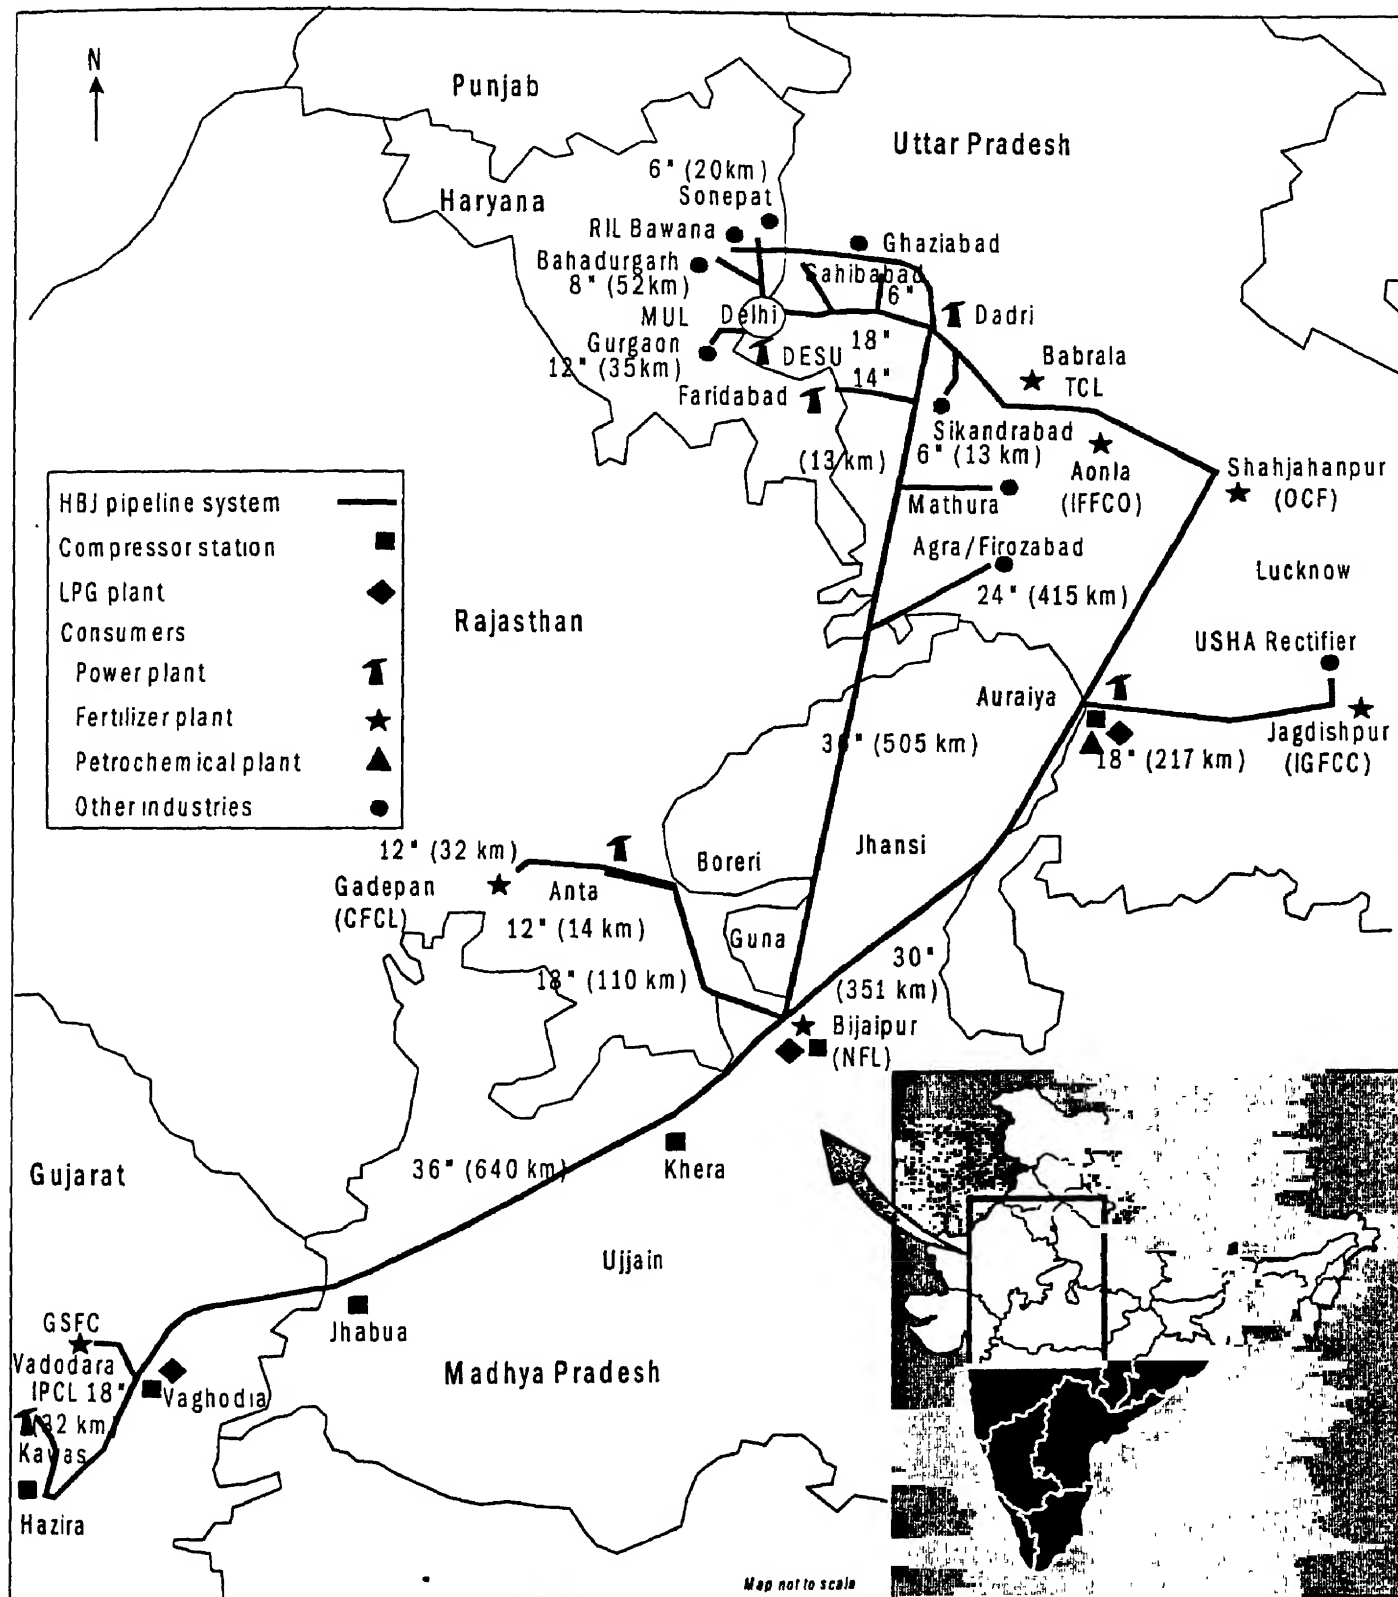 N
Punjab
Uttar Pradesh
6" (20km)
Sonepat
Haryana
RIL Bawana
Ghaziabad
Bahadurgarh
Sahibabad
8" (52km)
6"
MUL
Delhi
Dadri
Gurgaon
DESU
18"
12" (35km)
14"
Babrala
TCL
Faridabad
Sikandrabad
(13 km)
6" (13 km)
Aonla
(IFFCO)
Shahjahanpur
(OCF)
Mathura
Agra/Firozabad
24" (415 km)
Lucknow
HBJ pipeline system
Compressor station
LPG plant
Consumers
Power plant
Fertilizer plant
Petrochemical plant
Other industries
Rajasthan
USHA Rectifier
Auraiya
36" (505 km)
Jagdishpur
(IGFCC)
18" (217 km)
12" (32 km)
Boreri
Jhansi
Gadepan
(CFCL)
Anta
12" (14 km)
Guna
18" (110 km)
30"
(351 km)
Bijaipur
(NFL)
36" (640 km)
Khera
Gujarat
Ujjain
GSFC
Jhabua
Vadodara
IPCL 18"
Vaghodia
(32 km)
Kawas
Madhya Pradesh
Hazira
Map not to scale